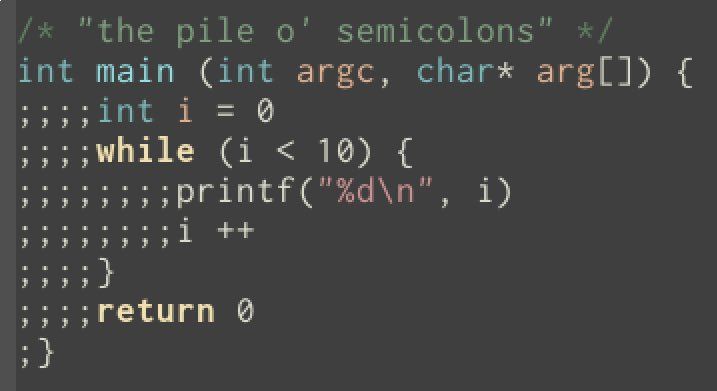 /* "the pile o' semicolons" */
int main (int argc, char* arg[]) {
;;;;int i = 0
;;;;while (i < 10) {
;;;;;;;;printf("%d\n", i)
;;;;;;;;i ++
;;;;}
;;;;return 0
;}